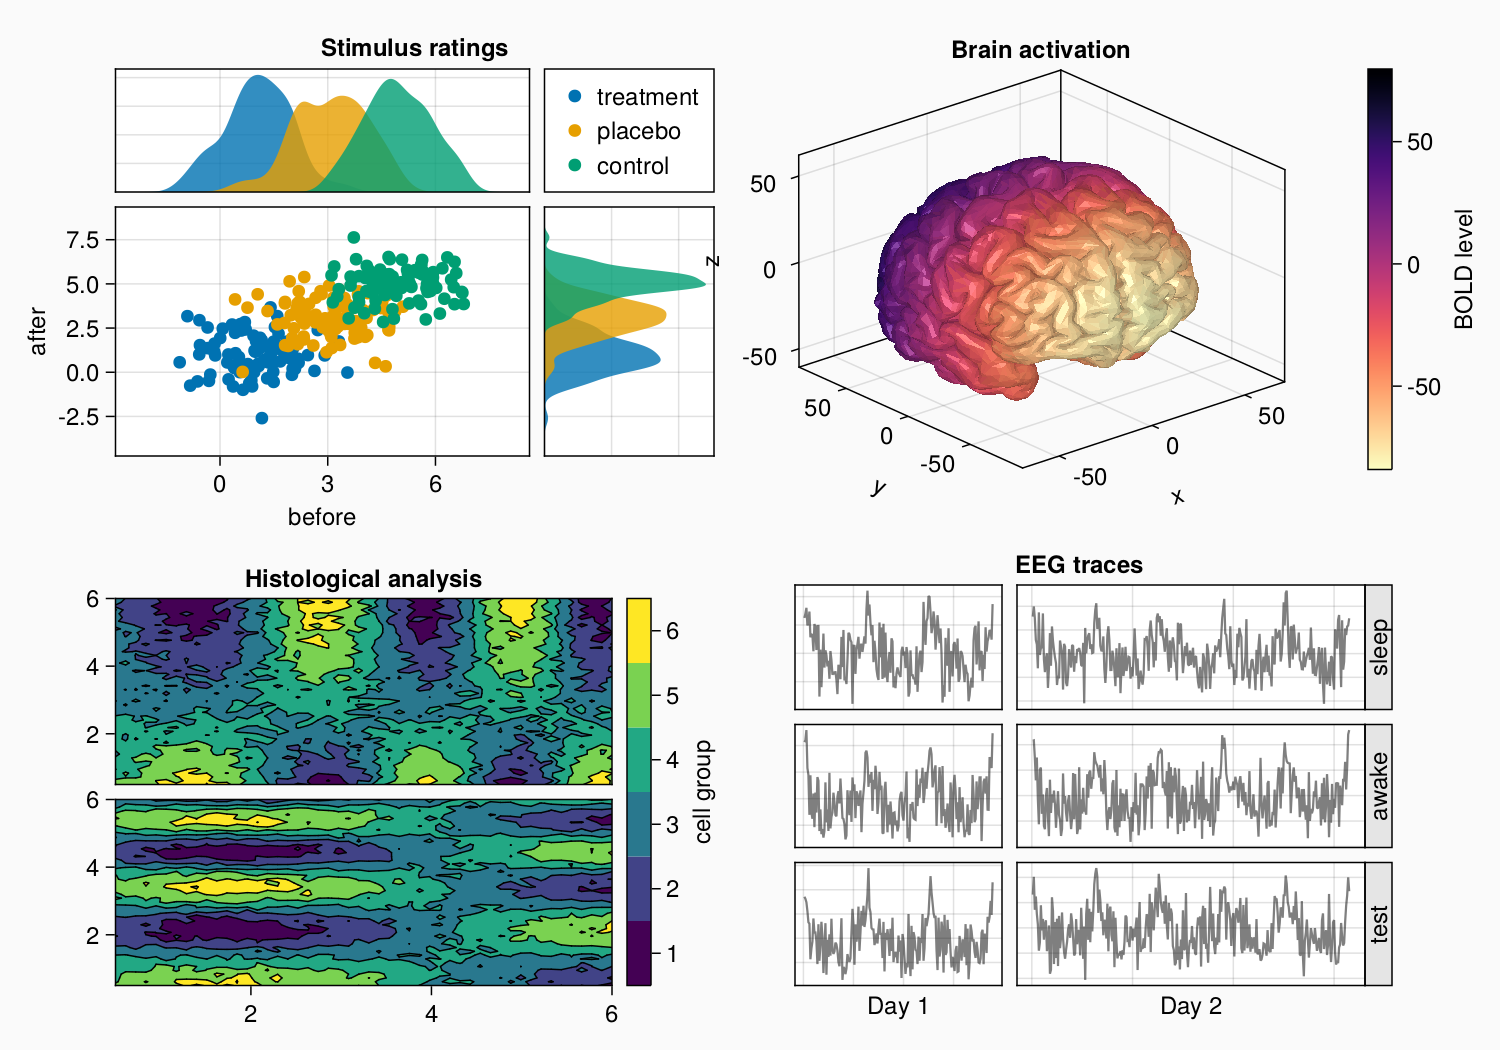 Stimulus ratings
treatment
placebo
control
7.5
5.0
2.5
0.0
-2.5
after
0 3 6
before
Brain activation
50
0
-50
z
50
0
-50
y
-50
0
50
x
50
0
-50
BOLD level
Histological analysis
6
4
2
6
4
2
2 4 6
6
5
4
3
2
1
cell group
EEG traces
sleep
awake
test
Day 1 Day 2